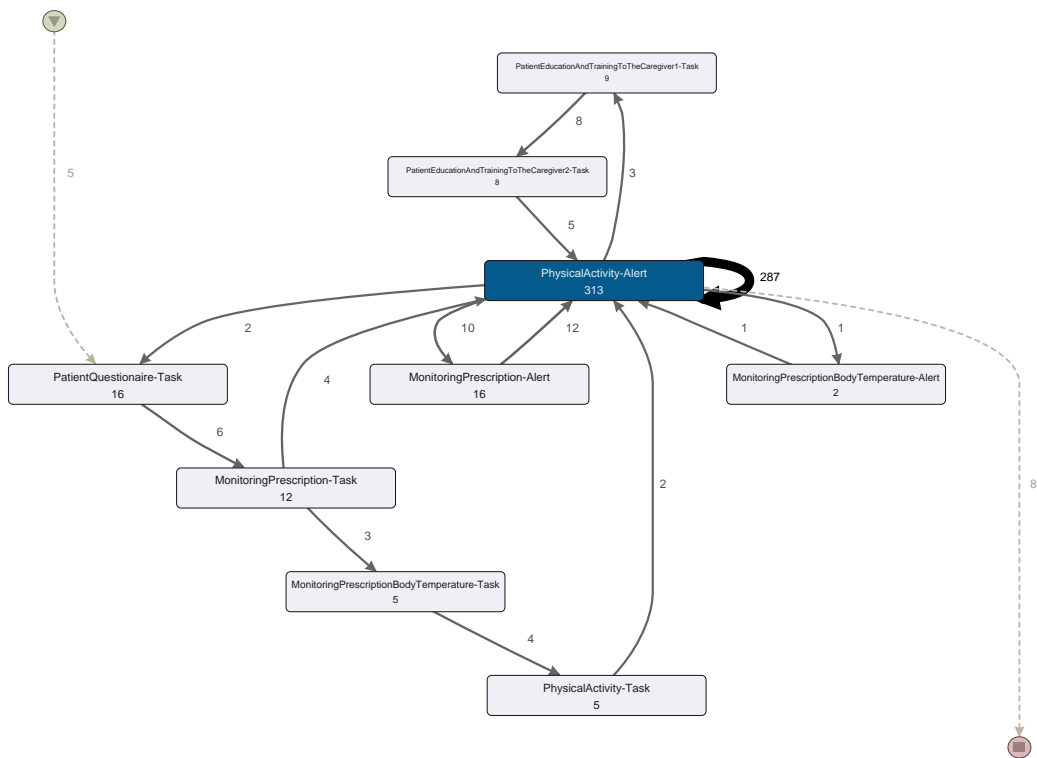 PatientEducationAndTrainingToTheCaregiver1-Task
9
8
PatientEducationAndTrainingToTheCaregiver2-Task
8
5
3
5
PhysicalActivity-Alert
313
287
2
10
12
1
1
4
PatientQuestionaire-Task
16
MonitoringPrescription-Alert
16
MonitoringPrescriptionBodyTemperature-Alert
2
6
MonitoringPrescription-Task
12
2
8
3
MonitoringPrescriptionBodyTemperature-Task
5
4
PhysicalActivity-Task
5